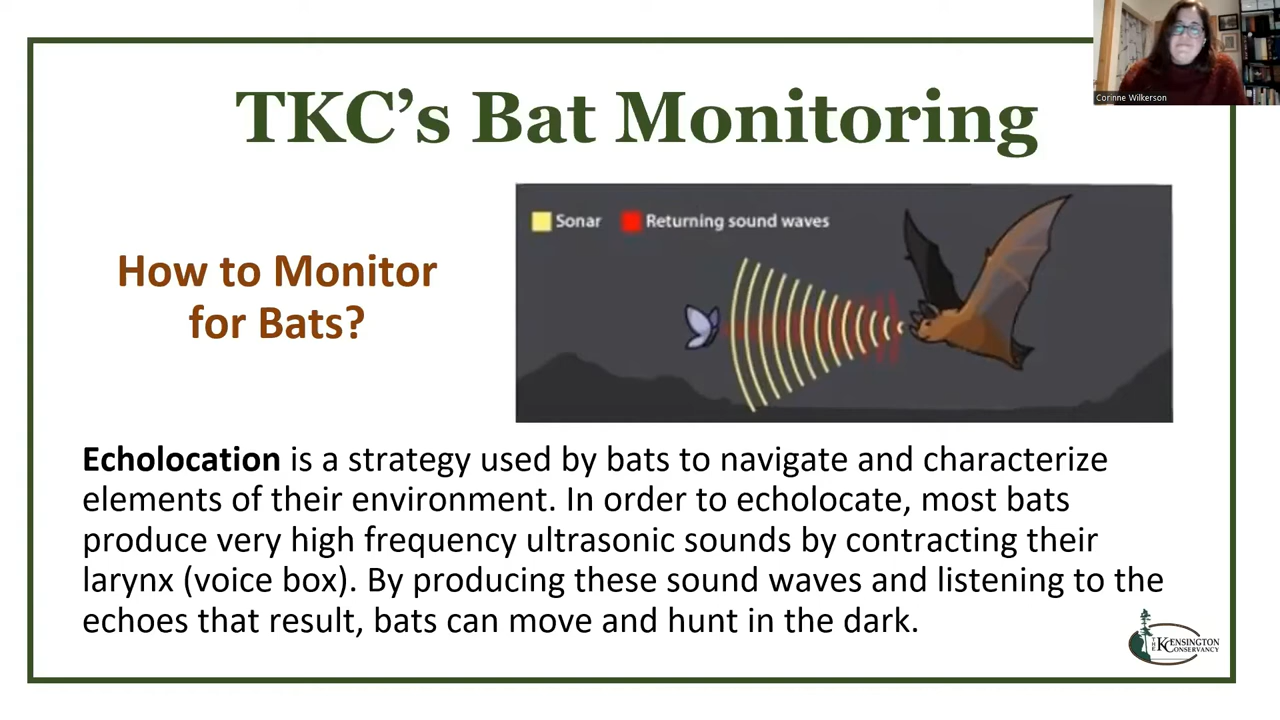 Corinne Wilkerson
TKC's Bat Monitoring
How to Monitor
for Bats?
Sonar
Returning sound waves
Echolocation is a strategy used by bats to navigate and characterize
elements of their environment. In order to echolocate, most bats
produce very high frequency ultrasonic sounds by contracting their
larynx (voice box). By producing these sound waves and listening to the
echoes that result, bats can move and hunt in the dark.
THE KENSINGTON
CONSERVANCY